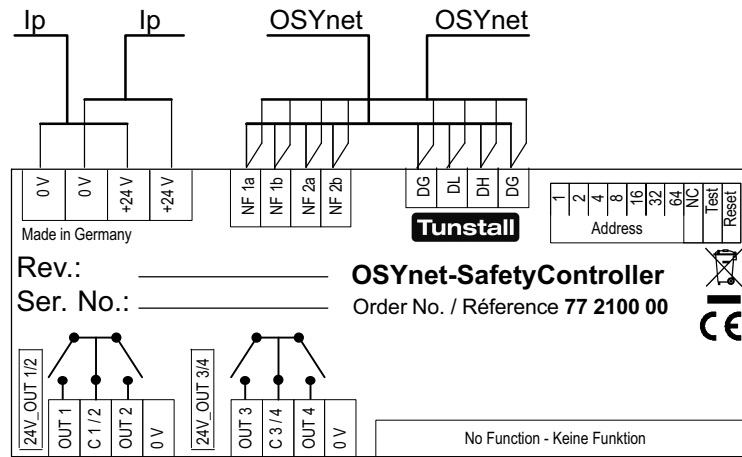 Ip Ip OSYnet OSYnet
0 V 0 V +24 V +24 V
NF 1a NF 1b NF 2a NF 2b
DG DL DH DG
1 2 4 8 16 32 64 NC Test Reset
Address
Made in Germany
Tunstall
Rev.:
OSYnet-SafetyController
Ser. No.:
Order No. / Réference 77 2100 00
CE
24V_OUT 1/2
OUT 1 C 1 / 2 OUT 2 0 V
24V_OUT 3/4
OUT 3 C 3 / 4 OUT 4 0 V
No Function - Keine Funktion